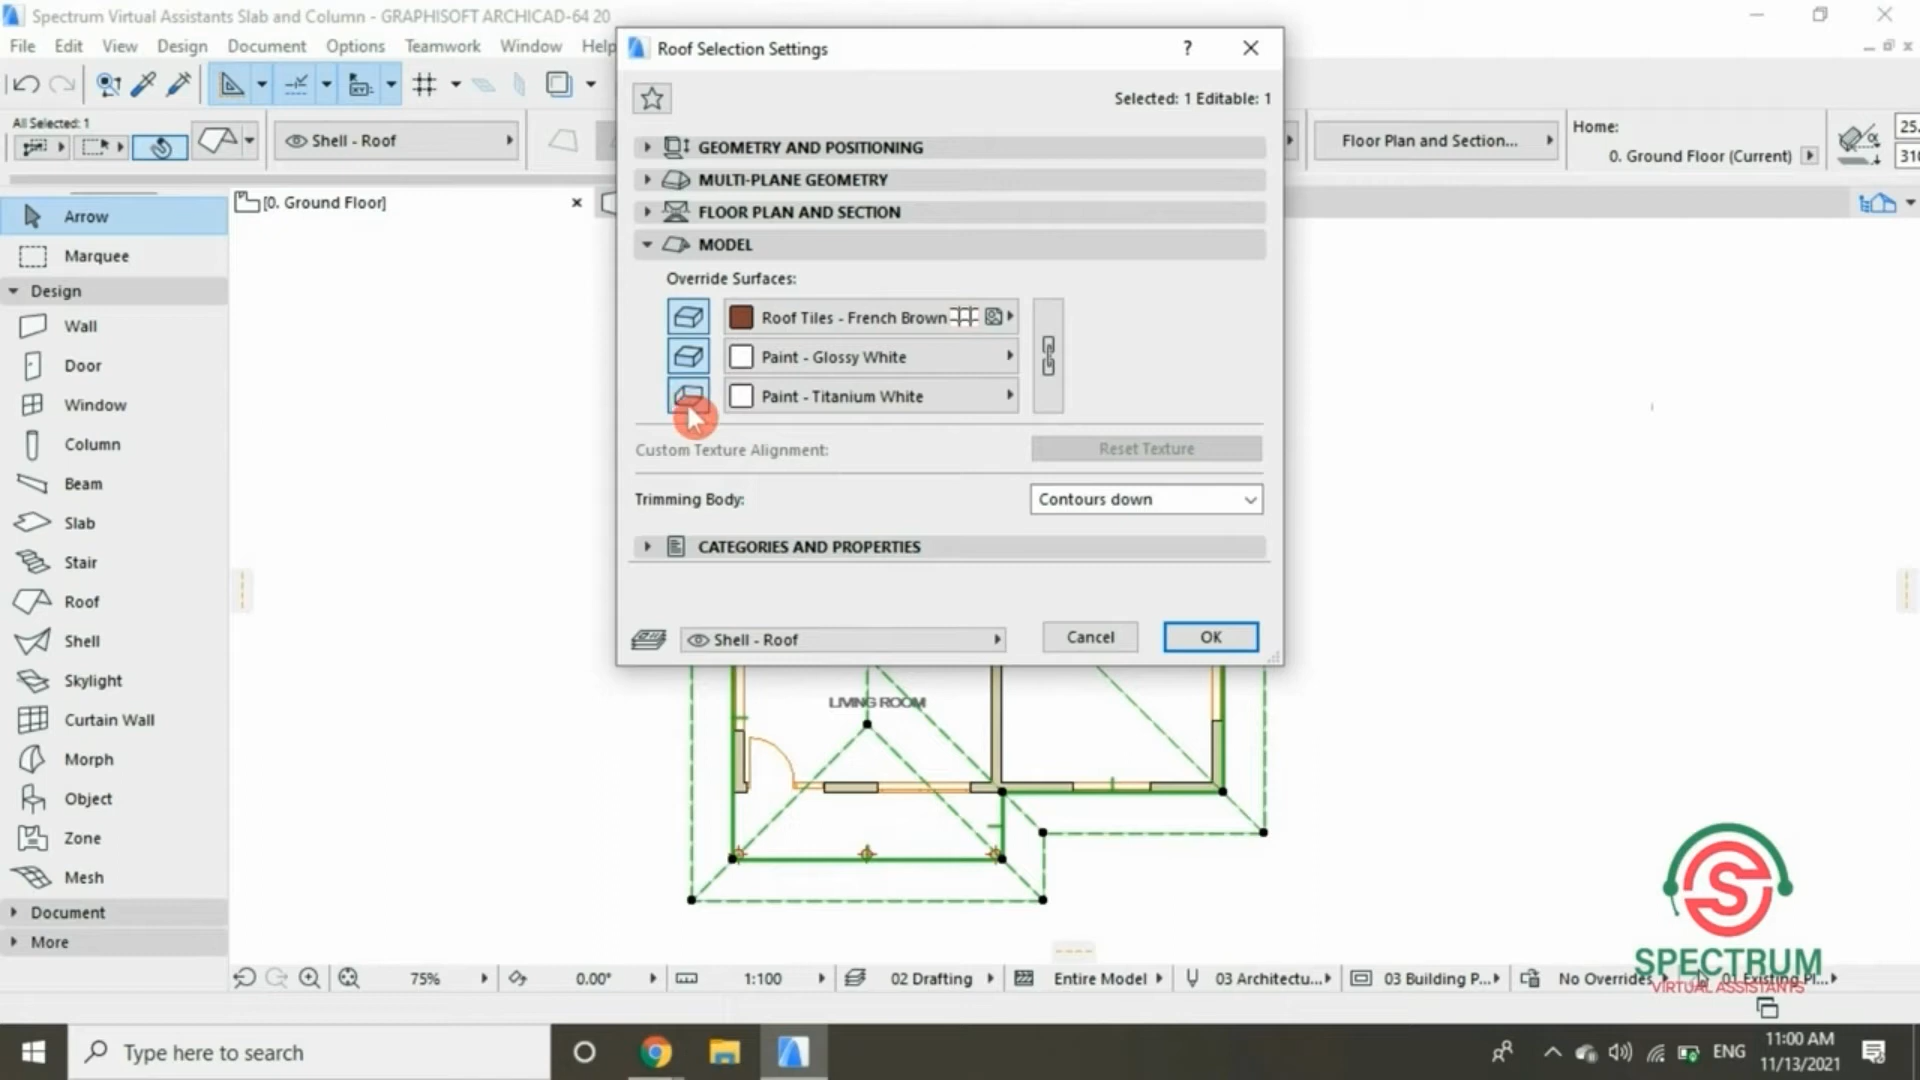 Spectrum Virtual Assistants Slab and Column - GRAPHISOFT ARCHICAD-64 20
File Edit View Design Document Options Teamwork Window Help
Roof Selection Settings
?
Selected: 1 Editable: 1
All Selected: 1
Shell - Roof
Floor Plan and Section...
Home:
0. Ground Floor (Current)
25.
310
[0. Ground Floor]
GEOMETRY AND POSITIONING
MULTI-PLANE GEOMETRY
FLOOR PLAN AND SECTION
MODEL
Override Surfaces:
Roof Tiles - French Brown
Paint - Glossy White
Paint - Titanium White
Custom Texture Alignment:
Reset Texture
Trimming Body:
Contours down
CATEGORIES AND PROPERTIES
Shell - Roof
Cancel
OK
Arrow
Marquee
Design
Wall
Door
Window
Column
Beam
Slab
Stair
Roof
Shell
Skylight
Curtain Wall
Morph
Object
Zone
Mesh
Document
More
LIVING ROOM
75%
0.00°
1:100
02 Drafting
Entire Model
03 Architectu...
03 Building P...
No Overrides
SPECTRUM
VIRTUAL ASSISTANTS
Type here to search
ENG
11:00 AM
11/13/2021